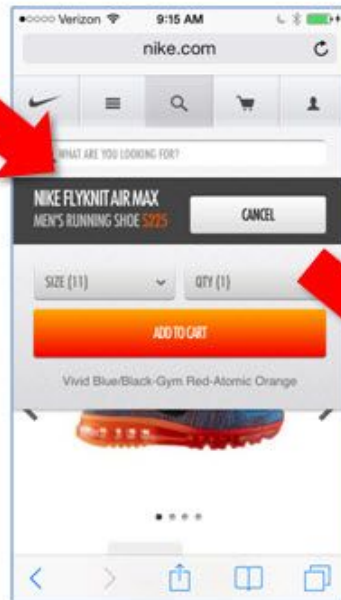 Verizon 9:15 AM
nike.com
WHAT ARE YOU LOOKING FOR?
NIKE FLYKNIT AIR MAX
MEN'S RUNNING SHOE $225
CANCEL
SIZE (11) QTY (1)
ADD TO CART
Vivid Blue/Black-Gym Red-Atomic Orange